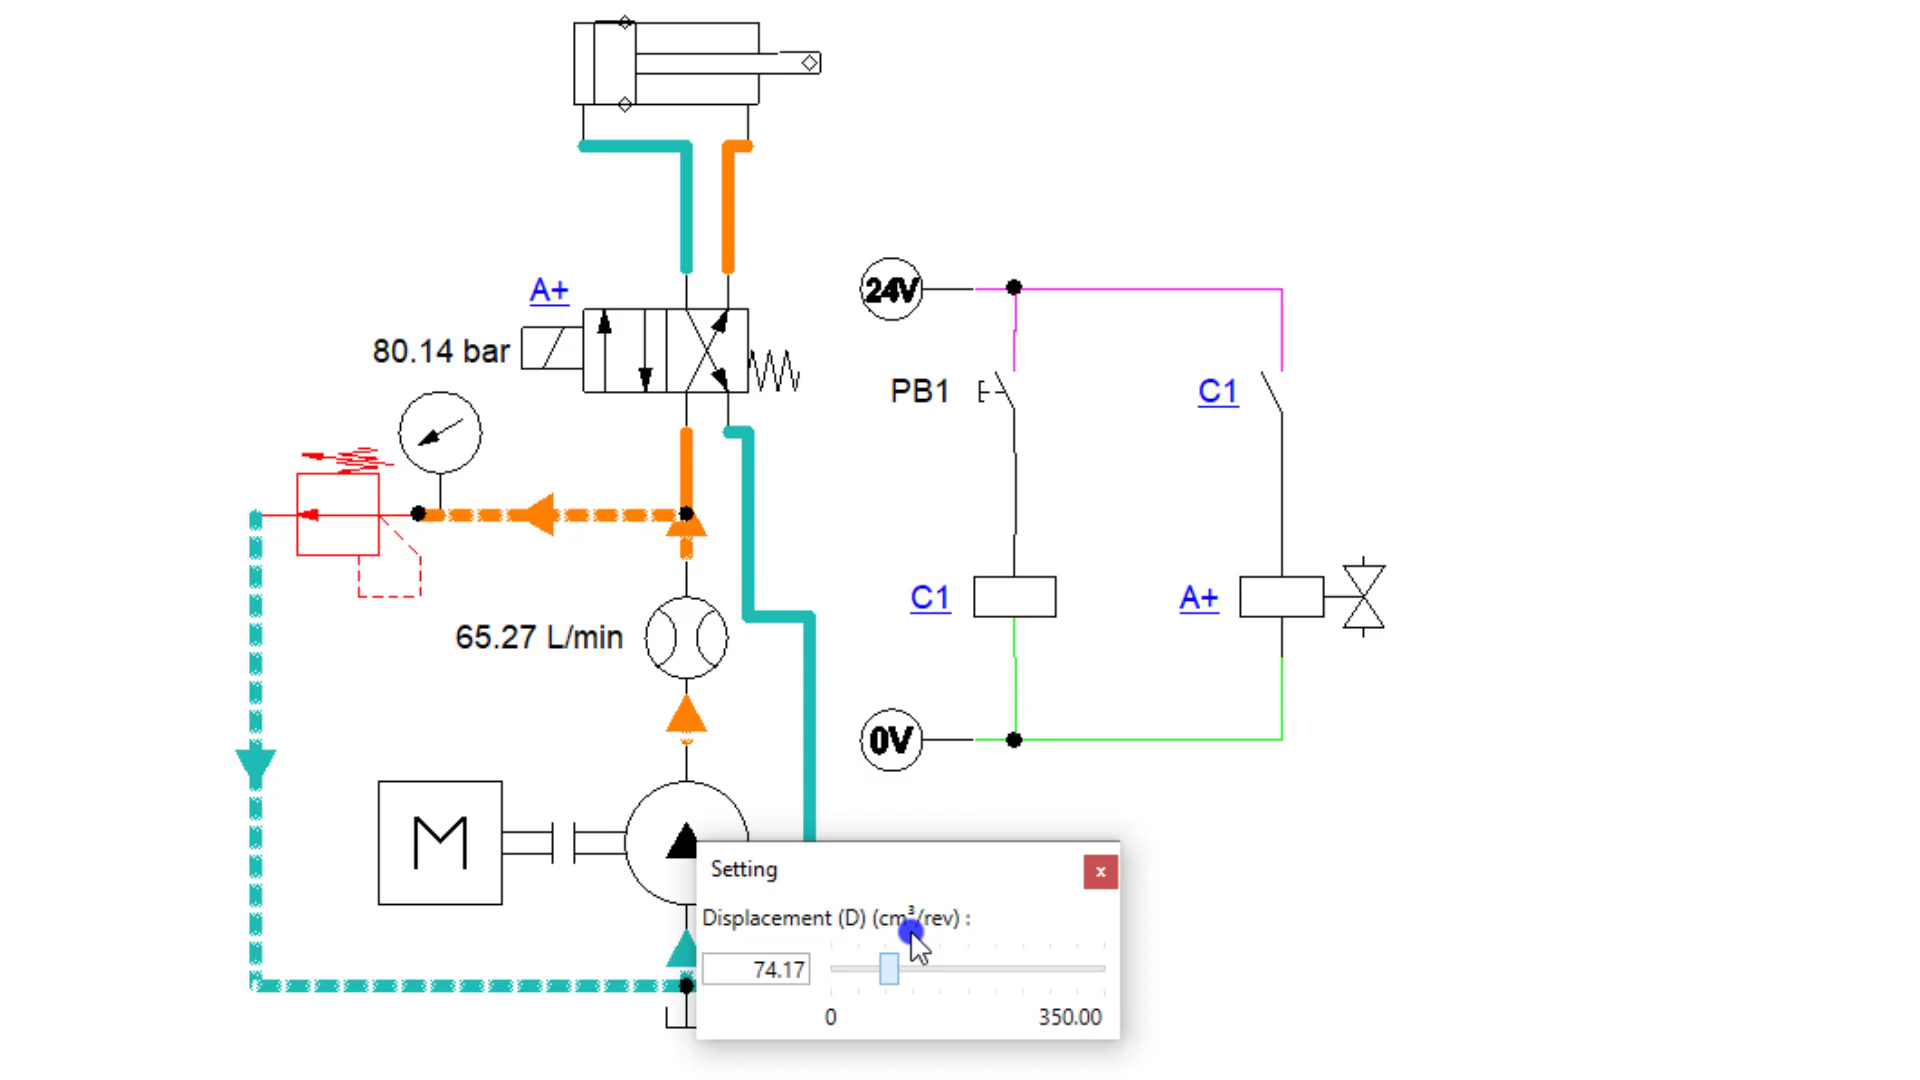 A+
80.14 bar
24V
PB1
C1
65.27 L/min
C1
A+
0V
M
Setting
x
Displacement (D) (cm³/rev) :
74.17
0
350.00